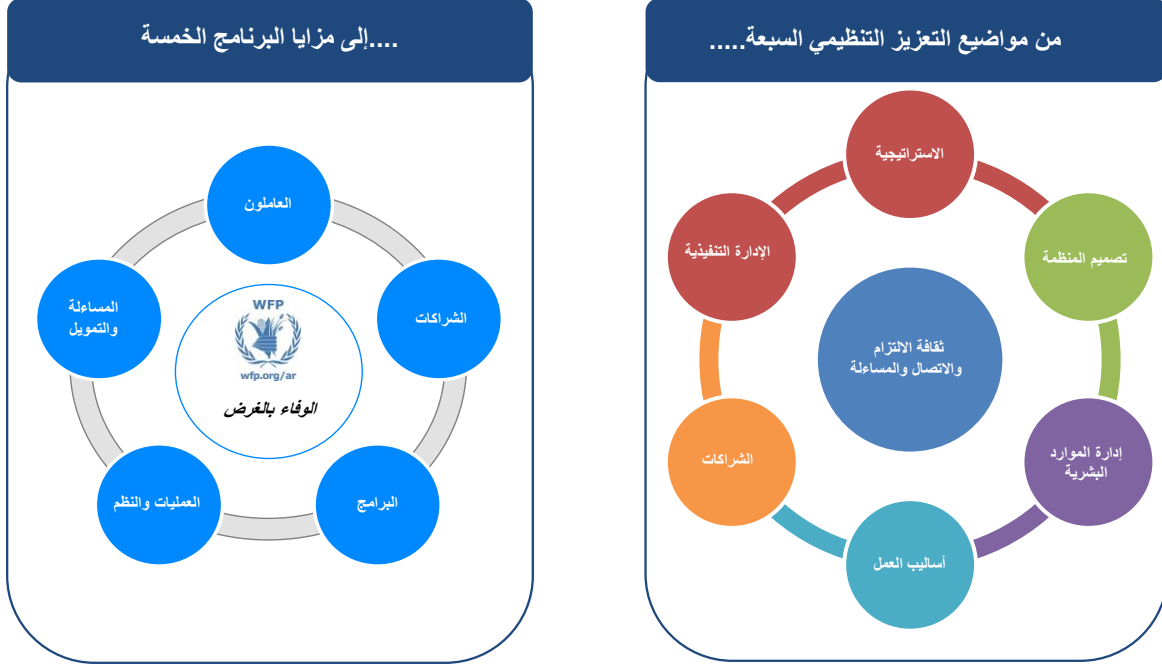 من مواضيع التعزيز التنظيمي السبعة.....
الاستراتيجية
تصميم المنظمة
إدارة الموارد
البشرية
أساليب العمل
الشراكات
الإدارة التنفيذية
ثقافة الالتزام
والاتصال والمساءلة
....إلى مزايا البرنامج الخمسة
العاملون
الشراكات
البرامج
العمليات والنظم
المساءلة
والتمويل
WFP
wfp.org/ar
الوفاء بالغرض